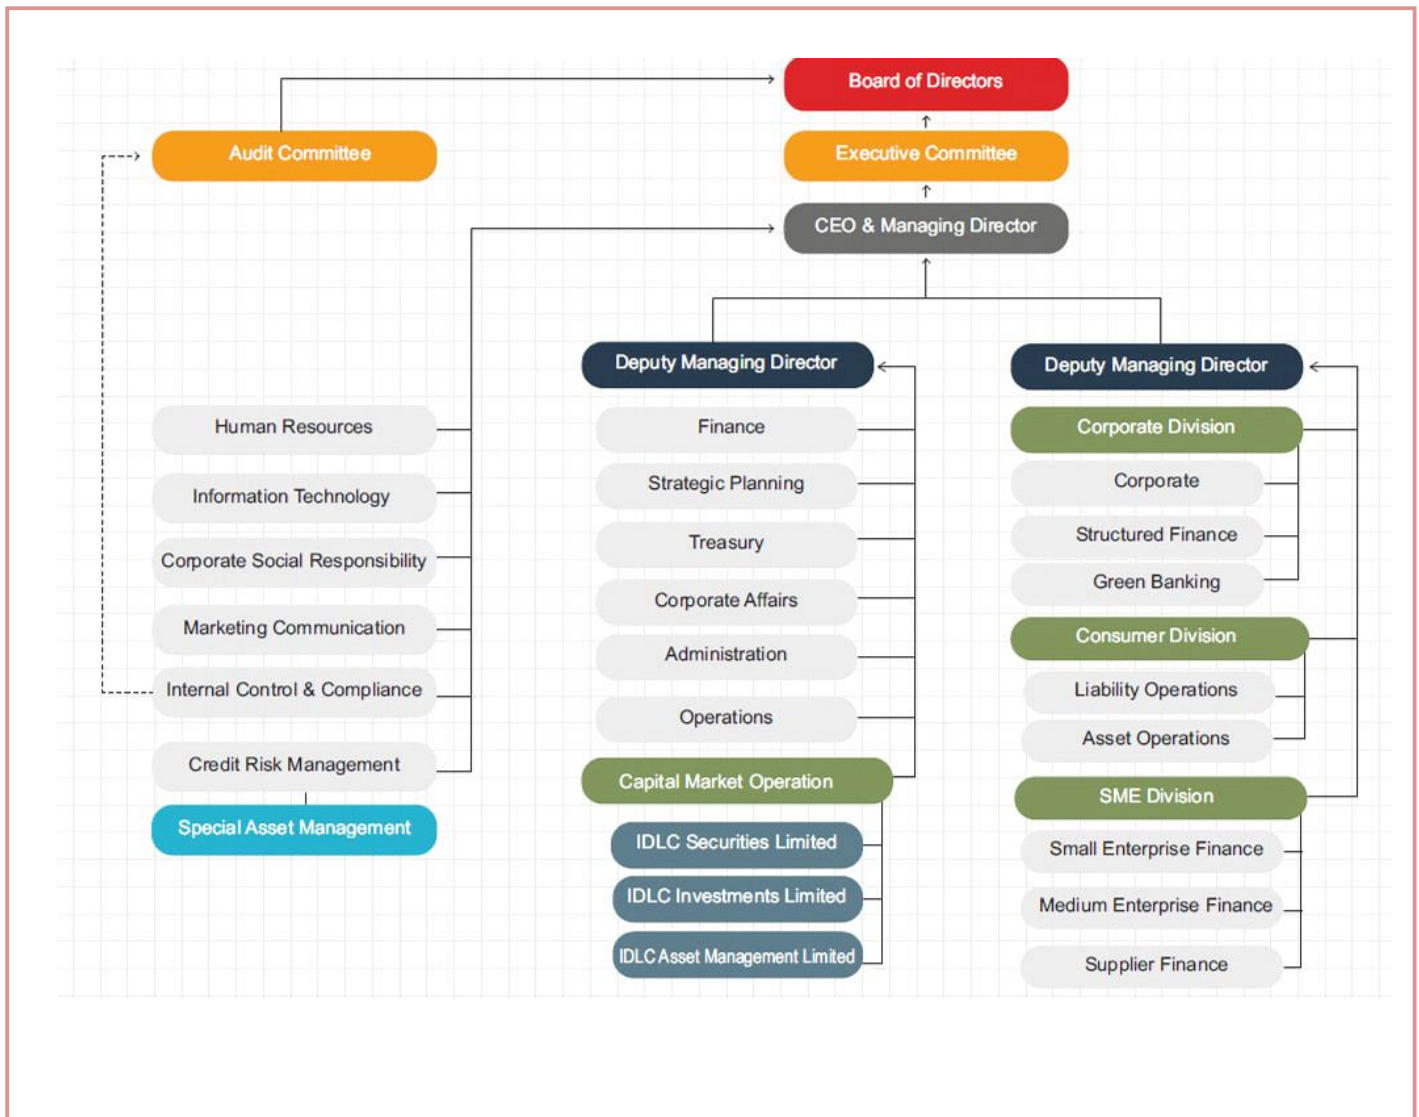 Board of Directors
Audit Committee
Executive Committee
CEO & Managing Director
Deputy Managing Director
Deputy Managing Director
Human Resources
Information Technology
Corporate Social Responsibility
Marketing Communication
Internal Control & Compliance
Credit Risk Management
Special Asset Management
Finance
Strategic Planning
Treasury
Corporate Affairs
Administration
Operations
Capital Market Operation
IDLC Securities Limited
IDLC Investments Limited
IDLC Asset Management Limited
Corporate Division
Corporate
Structured Finance
Green Banking
Consumer Division
Liability Operations
Asset Operations
SME Division
Small Enterprise Finance
Medium Enterprise Finance
Supplier Finance